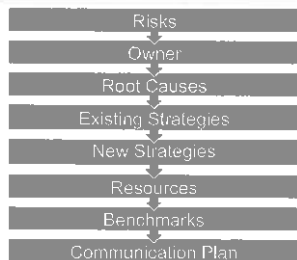 Risks
Owner
Root Causes
Existing Strategies
New Strategies
Resources
Benchmarks
Communication Plan